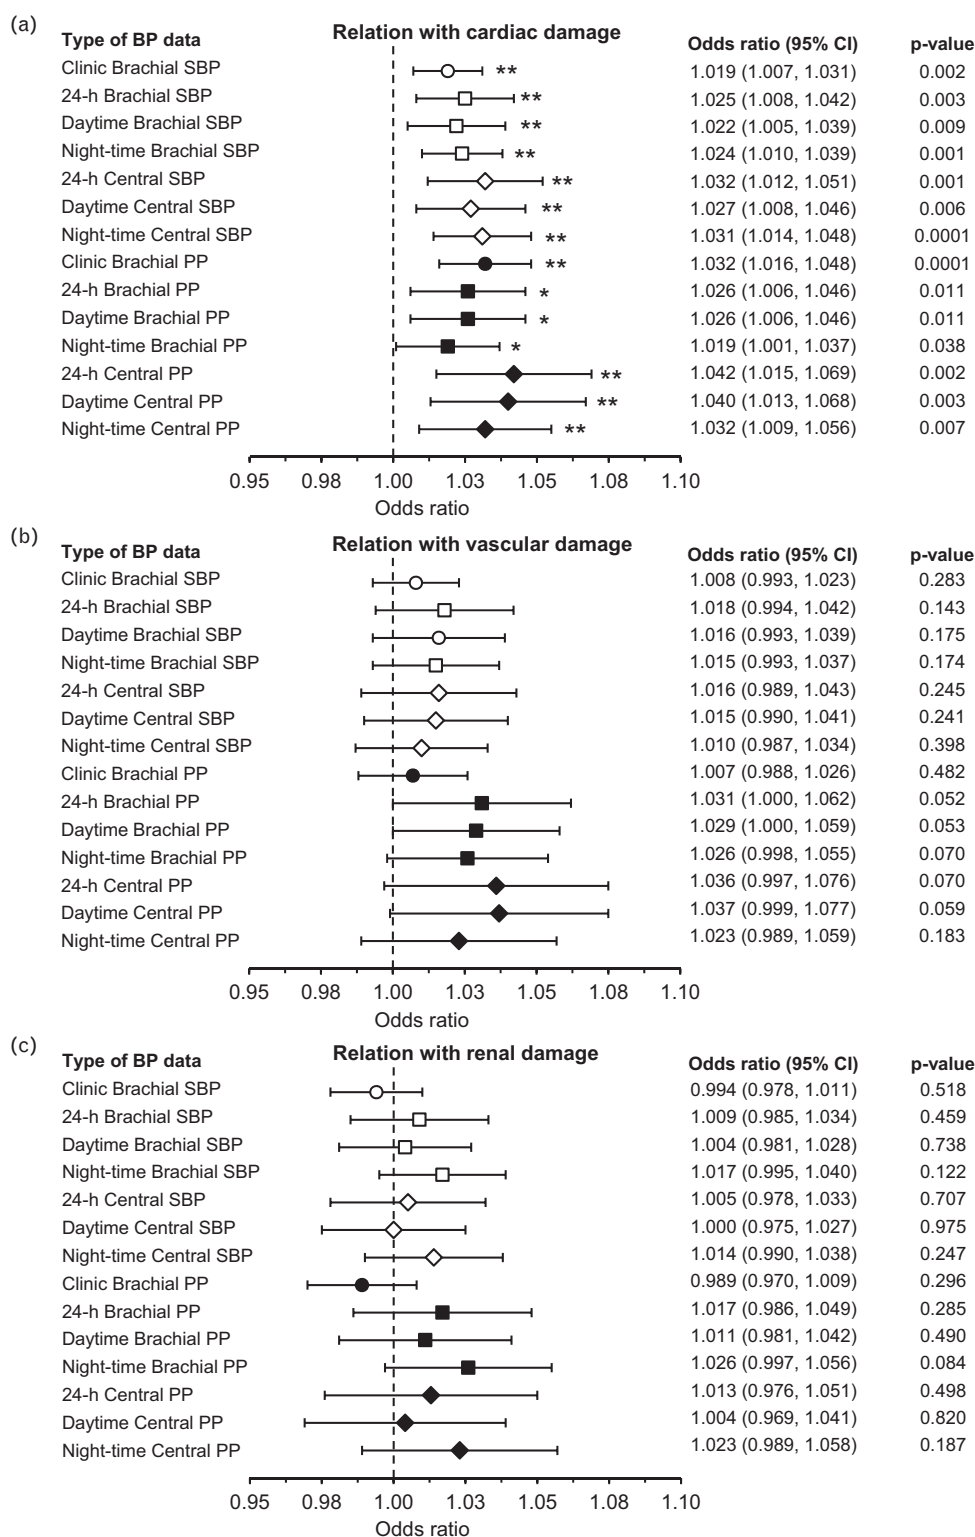 (a)
Type of BP data Relation with cardiac damage Odds ratio (95% CI) p-value
Clinic Brachial SBP ** 1.019 (1.007, 1.031) 0.002
24-h Brachial SBP ** 1.025 (1.008, 1.042) 0.003
Daytime Brachial SBP ** 1.022 (1.005, 1.039) 0.009
Night-time Brachial SBP ** 1.024 (1.010, 1.039) 0.001
24-h Central SBP ** 1.032 (1.012, 1.051) 0.001
Daytime Central SBP ** 1.027 (1.008, 1.046) 0.006
Night-time Central SBP ** 1.031 (1.014, 1.048) 0.0001
Clinic Brachial PP ** 1.032 (1.016, 1.048) 0.0001
24-h Brachial PP * 1.026 (1.006, 1.046) 0.011
Daytime Brachial PP * 1.026 (1.006, 1.046) 0.011
Night-time Brachial PP * 1.019 (1.001, 1.037) 0.038
24-h Central PP ** 1.042 (1.015, 1.069) 0.002
Daytime Central PP ** 1.040 (1.013, 1.068) 0.003
Night-time Central PP ** 1.032 (1.009, 1.056) 0.007
0.95 0.98 1.00 1.03 1.05 1.08 1.10
Odds ratio
(b)
Type of BP data Relation with vascular damage Odds ratio (95% CI) p-value
Clinic Brachial SBP 1.008 (0.993, 1.023) 0.283
24-h Brachial SBP 1.018 (0.994, 1.042) 0.143
Daytime Brachial SBP 1.016 (0.993, 1.039) 0.175
Night-time Brachial SBP 1.015 (0.993, 1.037) 0.174
24-h Central SBP 1.016 (0.989, 1.043) 0.245
Daytime Central SBP 1.015 (0.990, 1.041) 0.241
Night-time Central SBP 1.010 (0.987, 1.034) 0.398
Clinic Brachial PP 1.007 (0.988, 1.026) 0.482
24-h Brachial PP 1.031 (1.000, 1.062) 0.052
Daytime Brachial PP 1.029 (1.000, 1.059) 0.053
Night-time Brachial PP 1.026 (0.998, 1.055) 0.070
24-h Central PP 1.036 (0.997, 1.076) 0.070
Daytime Central PP 1.037 (0.999, 1.077) 0.059
Night-time Central PP 1.023 (0.989, 1.059) 0.183
0.95 0.98 1.00 1.03 1.05 1.08 1.10
Odds ratio
(c)
Type of BP data Relation with renal damage Odds ratio (95% CI) p-value
Clinic Brachial SBP 0.994 (0.978, 1.011) 0.518
24-h Brachial SBP 1.009 (0.985, 1.034) 0.459
Daytime Brachial SBP 1.004 (0.981, 1.028) 0.738
Night-time Brachial SBP 1.017 (0.995, 1.040) 0.122
24-h Central SBP 1.005 (0.978, 1.033) 0.707
Daytime Central SBP 1.000 (0.975, 1.027) 0.975
Night-time Central SBP 1.014 (0.990, 1.038) 0.247
Clinic Brachial PP 0.989 (0.970, 1.009) 0.296
24-h Brachial PP 1.017 (0.986, 1.049) 0.285
Daytime Brachial PP 1.011 (0.981, 1.042) 0.490
Night-time Brachial PP 1.026 (0.997, 1.056) 0.084
24-h Central PP 1.013 (0.976, 1.051) 0.498
Daytime Central PP 1.004 (0.969, 1.041) 0.820
Night-time Central PP 1.023 (0.989, 1.058) 0.187
0.95 0.98 1.00 1.03 1.05 1.08 1.10
Odds ratio